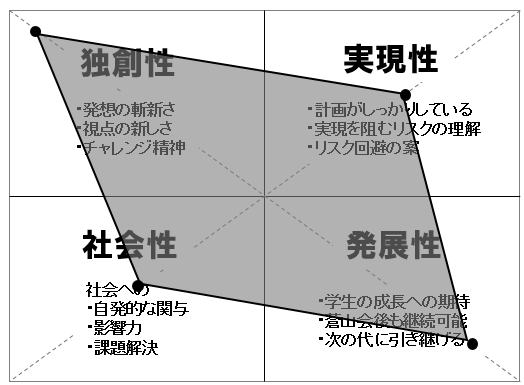 独創性
・発想の斬新さ
・視点の新しさ
・チャレンジ精神
実現性
・計画がしっかりしている
・実現を阻むリスクの理解
・リスク回避の案
社会性
社会への
・自発的な関与
・影響力
・課題解決
発展性
・学生の成長への期待
・蒼山会後も継続可能
・次の代に引き継げる